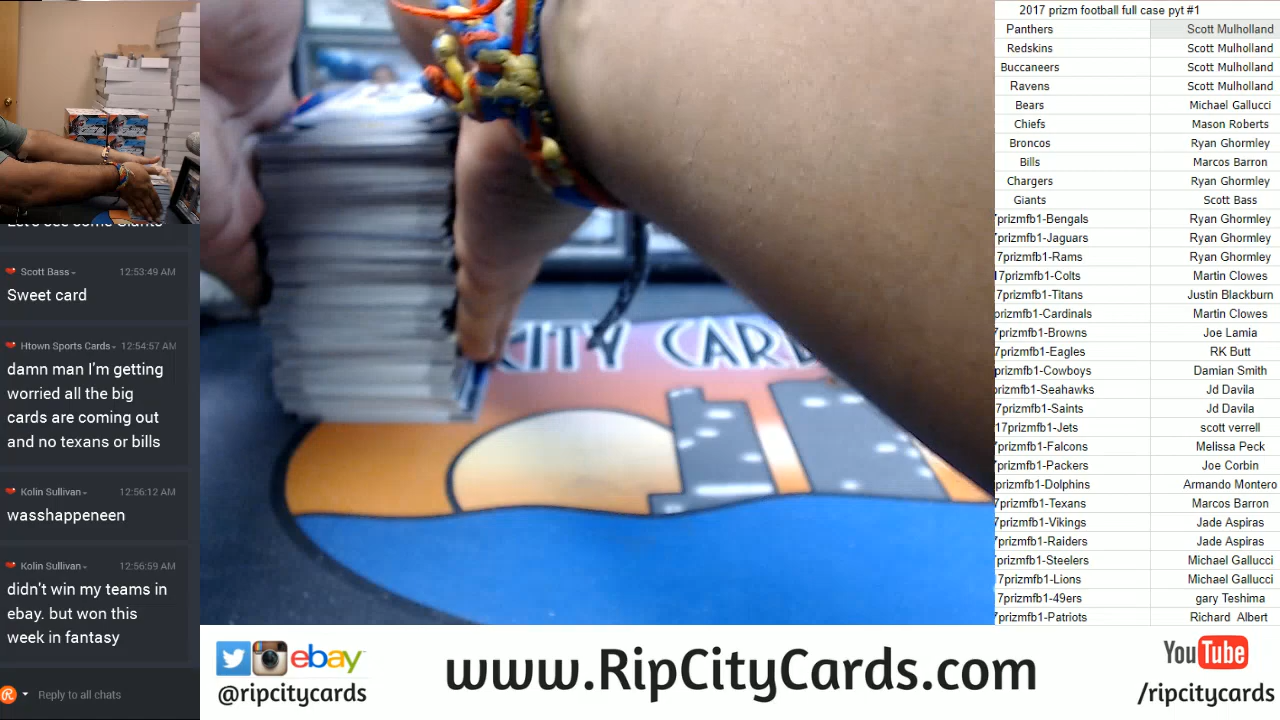 Scott Bass 12:53:49 AM
Sweet card
Htown Sports Cards 12:54:57 AM
damn man I'm getting
worried all the big
cards are coming out
and no texans or bills
Kolin Sullivan 12:56:12 AM
wasshappeneen
Kolin Sullivan 12:56:59 AM
didn't win my teams in
ebay. but won this
week in fantasy
Reply to all chats
CITY CARD
2017 prizm football full case pyt #1
Panthers Scott Mulholland
Redskins Scott Mulholland
Buccaneers Scott Mulholland
Ravens Scott Mulholland
Bears Michael Gallucci
Chiefs Mason Roberts
Broncos Ryan Ghormley
Bills Marcos Barron
Chargers Ryan Ghormley
Giants Scott Bass
7prizmfb1-Bengals Ryan Ghormley
prizmfb1-Jaguars Ryan Ghormley
7prizmfb1-Rams Ryan Ghormley
17prizmfb1-Colts Martin Clowes
7prizmfb1-Titans Justin Blackburn
prizmfb1-Cardinals Martin Clowes
7prizmfb1-Browns Joe Lamia
7prizmfb1-Eagles RK Butt
prizmfb1-Cowboys Damian Smith
prizmfb1-Seahawks Jd Davila
7prizmfb1-Saints Jd Davila
17prizmfb1-Jets scott verrell
7prizmfb1-Falcons Melissa Peck
7prizmfb1-Packers Joe Corbin
prizmfb1-Dolphins Armando Montero
7prizmfb1-Texans Marcos Barron
7prizmfb1-Vikings Jade Aspiras
7prizmfb1-Raiders Jade Aspiras
7prizmfb1-Steelers Michael Gallucci
17prizmfb1-Lions Michael Gallucci
7prizmfb1-49ers gary Teshima
7prizmfb1-Patriots Richard Albert
ebay
@ripcitycards
www.RipCityCards.com
YouTube
/ripcitycards